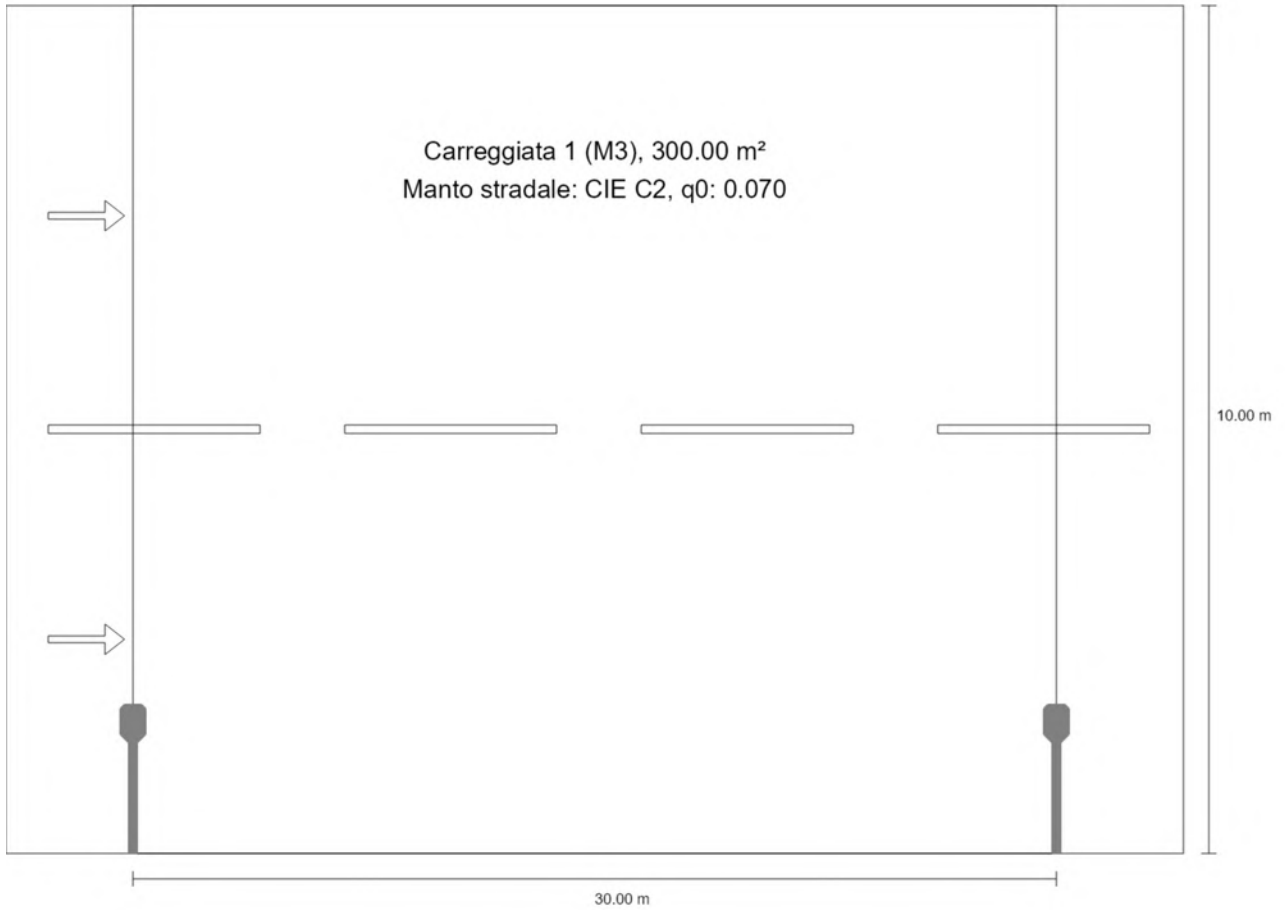 Carreggiata 1 (M3), 300.00 m²
Manto stradale: CIE C2, q0: 0.070
10.00 m
30.00 m